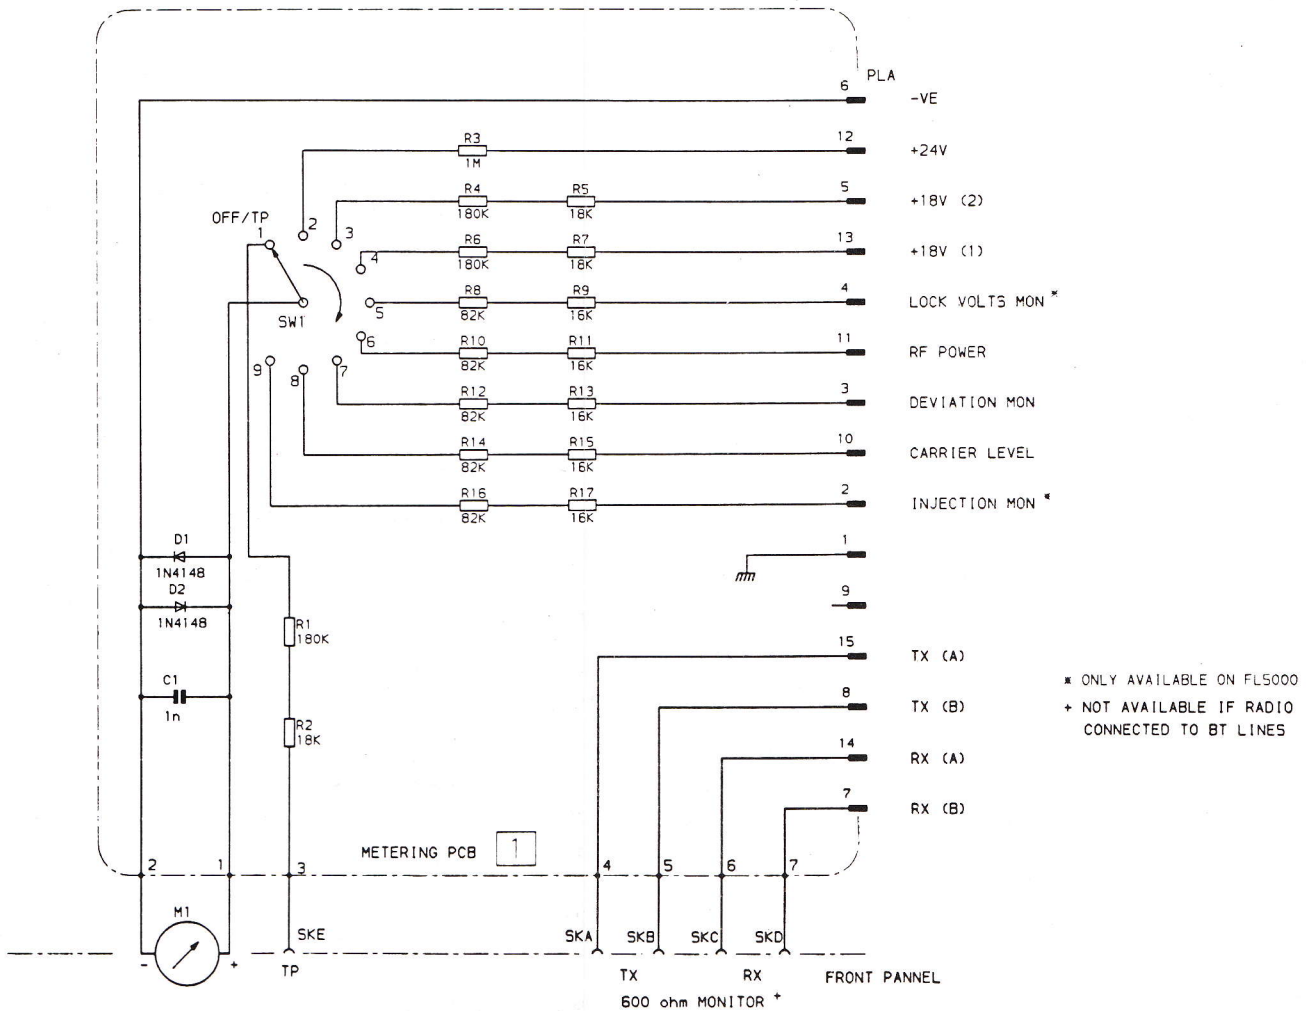 PLA
6
-VE
R3
12
1M
+24V
R4
R5
5
180K
18K
+18V (2)
OFF/TP
1
2
3
R6
R7
13
4
180K
18K
+18V (1)
R8
R9
4
SW1
5
82K
16K
LOCK VOLTS MON *
R10
R11
11
6
82K
16K
RF POWER
9
8
7
R12
R13
3
82K
16K
DEVIATION MON
R14
R15
10
82K
16K
CARRIER LEVEL
R16
R17
2
82K
16K
INJECTION MON *
D1
1N4148
1
D2
1N4148
9
R1
180K
15
TX (A)
C1
1n
R2
18K
8
TX (B)
* ONLY AVAILABLE ON FL5000
+ NOT AVAILABLE IF RADIO
CONNECTED TO BT LINES
14
RX (A)
7
RX (B)
METERING PCB 1
2
1
3
4
5
6
7
M1
- +
SKE
SKA
SKB
SKC
SKD
TP
TX
RX
FRONT PANNEL
600 ohm MONITOR +